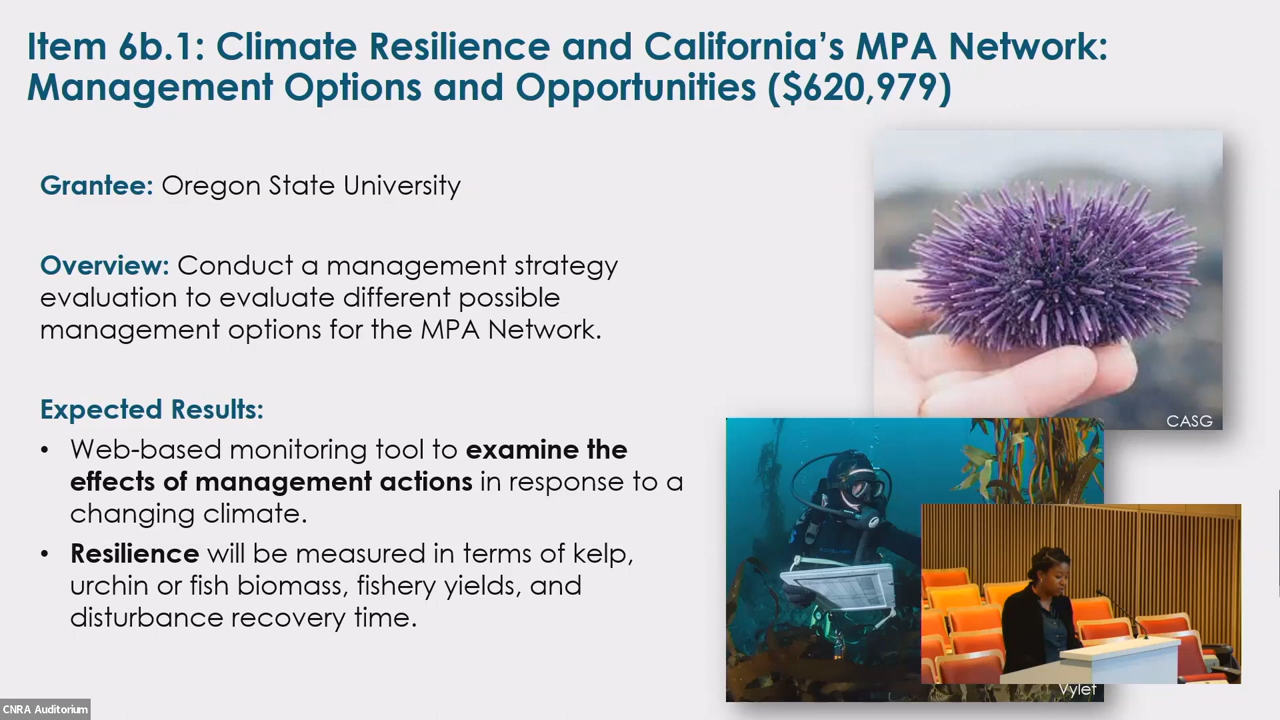 Item 6b.1: Climate Resilience and California’s MPA Network:
Management Options and Opportunities ($620,979)
Grantee: Oregon State University
Overview: Conduct a management strategy
evaluation to evaluate different possible
management options for the MPA Network.
Expected Results:
• Web-based monitoring tool to examine the
effects of management actions in response to a
changing climate.
• Resilience will be measured in terms of kelp,
urchin or fish biomass, fishery yields, and
disturbance recovery time.
CASG
Vylet
CNRA Auditorium